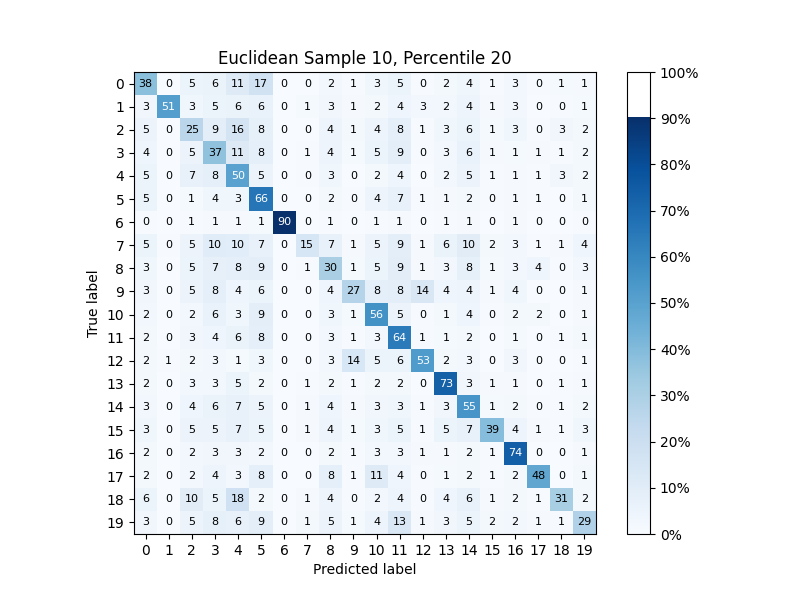 Euclidean Sample 10, Percentile 20
0 38 0 5 6 11 17 0 0 2 1 3 5 0 2 4 1 3 0 1 1
1 3 51 3 5 6 6 0 1 3 1 2 4 3 2 4 1 3 0 0 1
2 5 0 25 9 16 8 0 0 4 1 4 8 1 3 6 1 3 0 3 2
3 4 0 5 37 11 8 0 1 4 1 5 9 0 3 6 1 1 1 1 2
4 5 0 7 8 50 5 0 0 3 0 2 4 0 2 5 1 1 1 3 2
5 5 0 1 4 3 66 0 0 2 0 4 7 1 1 2 0 1 1 0 1
6 0 0 1 1 1 1 90 0 1 0 1 1 0 1 1 0 1 0 0 0
7 5 0 5 10 10 7 0 15 7 1 5 9 1 6 10 2 3 1 1 4
8 3 0 5 7 8 9 0 1 30 1 5 9 1 3 8 1 3 4 0 3
9 3 0 5 8 4 6 0 0 4 27 8 8 14 4 4 1 4 0 0 1
10 2 0 2 6 3 9 0 0 3 1 56 5 0 1 4 0 2 2 0 1
11 2 0 3 4 6 8 0 0 3 1 3 64 1 1 2 0 1 0 1 1
12 2 1 2 3 1 3 0 0 3 14 5 6 53 2 3 0 3 0 0 1
13 2 0 3 3 5 2 0 1 2 1 2 2 0 73 3 1 1 0 1 1
14 3 0 4 6 7 5 0 1 4 1 3 3 1 3 55 1 2 0 1 2
15 3 0 5 5 7 5 0 1 4 1 3 5 1 5 7 39 4 1 1 3
16 2 0 2 3 3 2 0 0 2 1 3 3 1 1 2 1 74 0 0 1
17 2 0 2 4 3 8 0 0 8 1 11 4 0 1 2 1 2 48 0 1
18 6 0 10 5 18 2 0 1 4 0 2 4 0 4 6 1 2 1 31 2
19 3 0 5 8 6 9 0 1 5 1 4 13 1 3 5 2 2 1 1 29
0 1 2 3 4 5 6 7 8 9 10 11 12 13 14 15 16 17 18 19
Predicted label
True label
100%
90%
80%
70%
60%
50%
40%
30%
20%
10%
0%